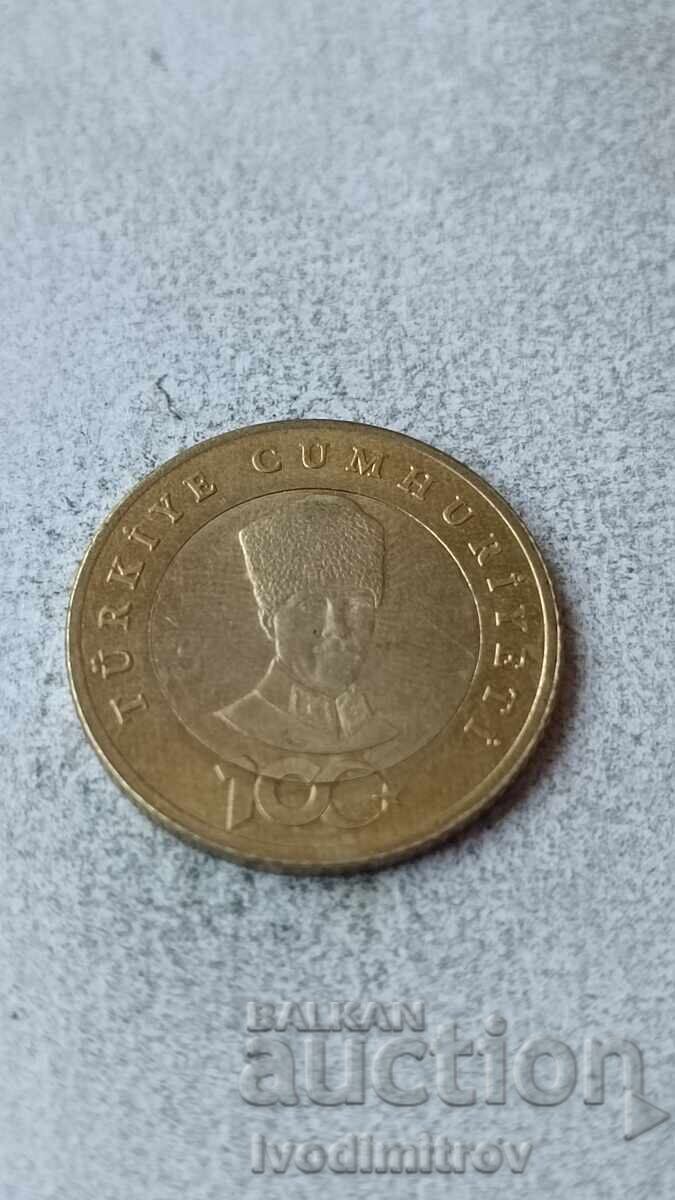 TÜRKİYE CUMHURİYETİ
100
BALKAN
auction
Ivodimitrov